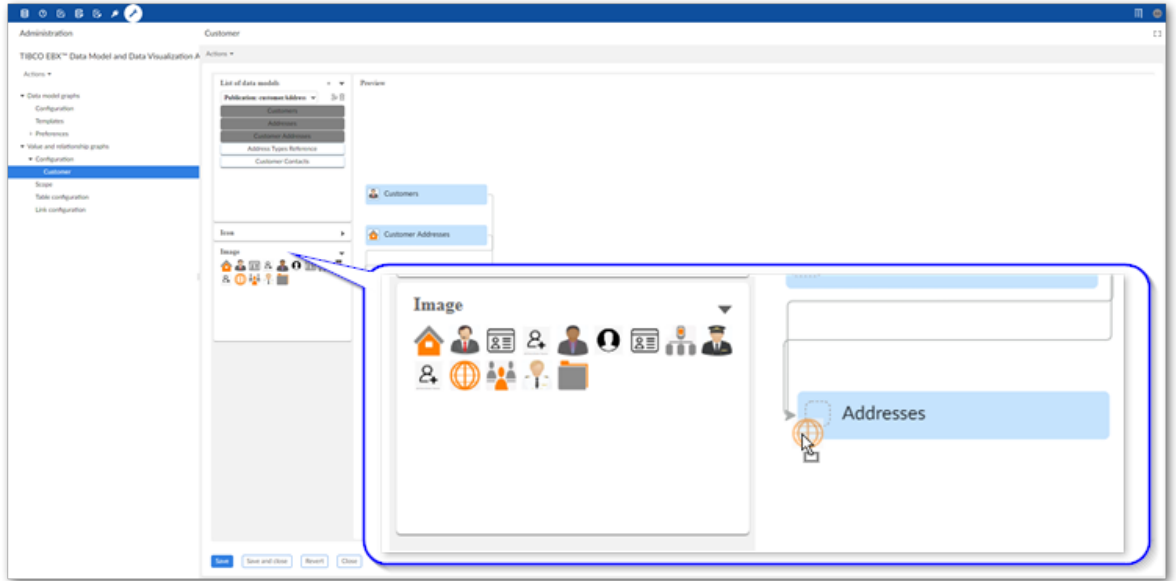 Administration
TIBCO EBX™ Data Model and Data Visualization A
Actions
Data model graphs
Configuration
Templates
Preferences
Value and relationship graphs
Configuration
Customer
Scope
Table configuration
Link configuration
Customer
Actions
List of data models
Publication: customerAddress
Customers
Addresses
Customer Addresses
Address Types Reference
Customer Contacts
Icon
Image
Preview
Customers
Customer Addresses
Image
Addresses
Save
Save and close
Revert
Close